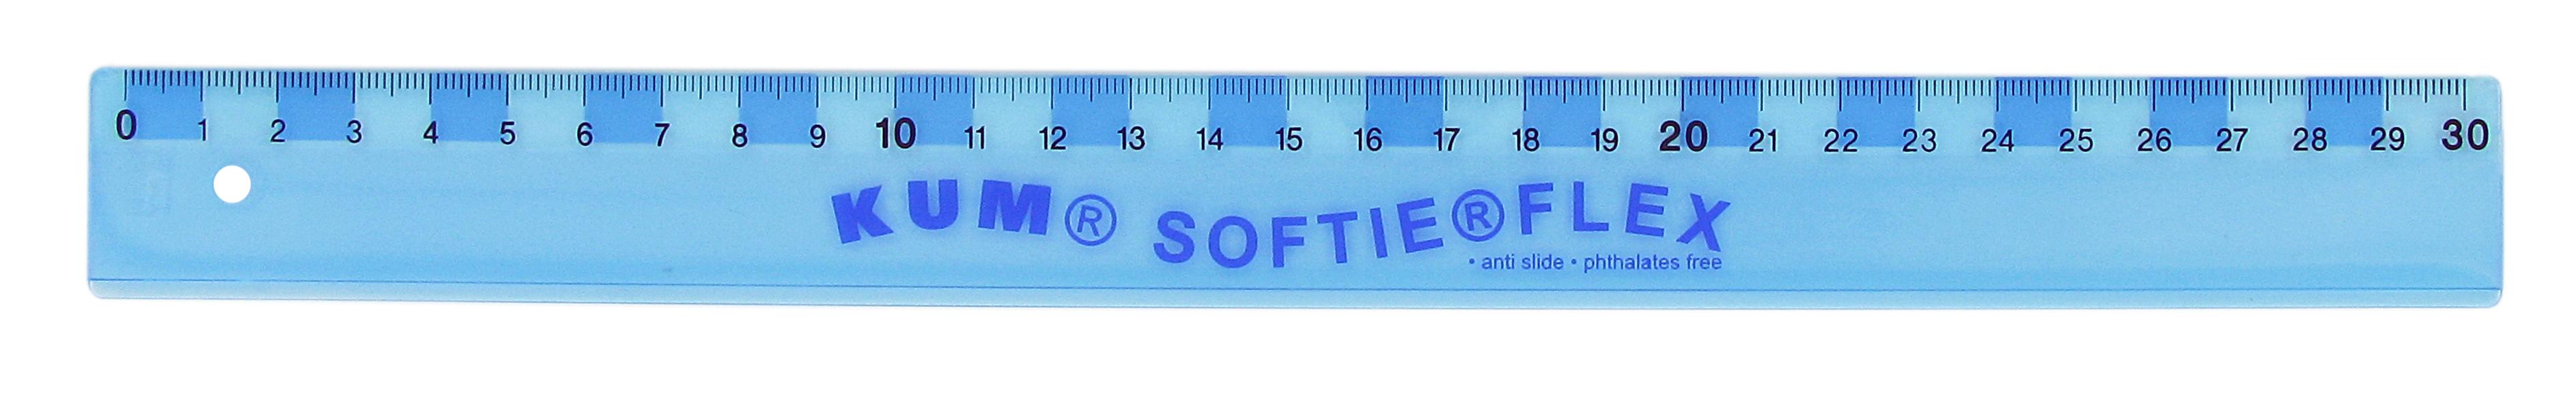 0 1 2 3 4 5 6 7 8 9 10 11 12 13 14 15 16 17 18 19 20 21 22 23 24 25 26 27 28 29 30
KUM® SOFTIE®FLEX
• anti slide • phthalates free